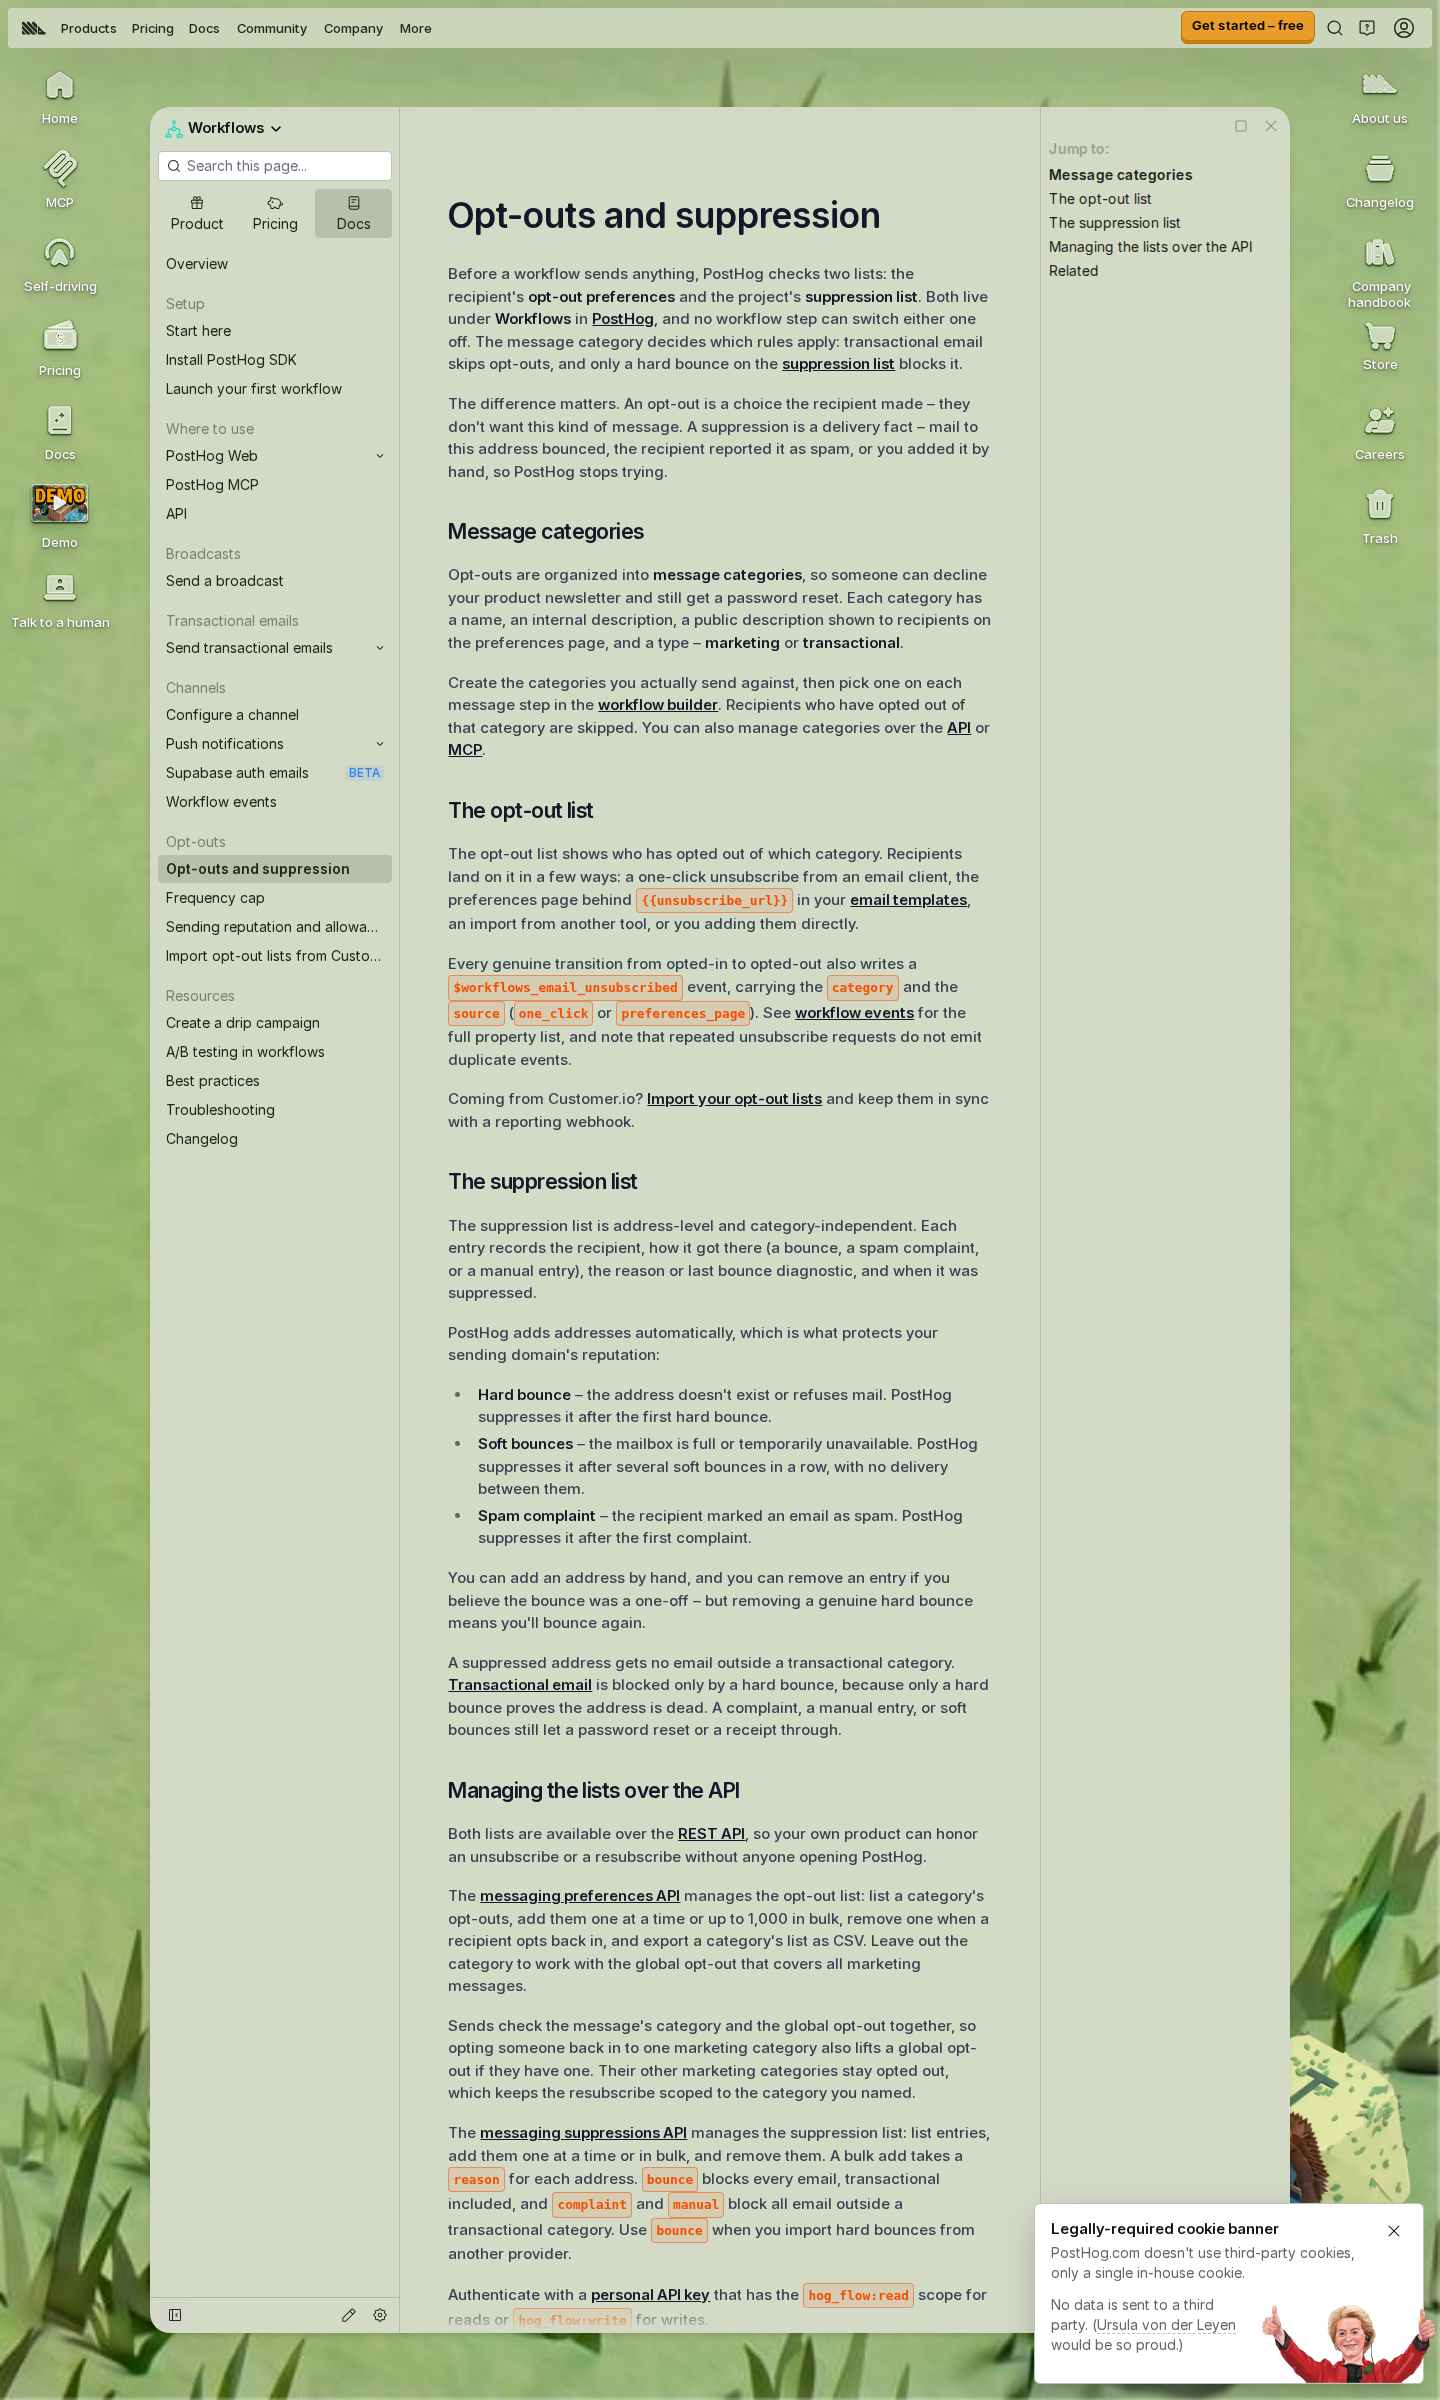 Products Pricing Docs Community Company More
Get started – free
Home
MCP
Self-driving
Pricing
$
Docs
DEMO
Demo
Talk to a human
About us
Changelog
Company
handbook
Store
Careers
Trash
Workflows
Search this page...
Product Pricing Docs
Overview
Setup
Start here
Install PostHog SDK
Launch your first workflow
Where to use
PostHog Web
PostHog MCP
API
Broadcasts
Send a broadcast
Transactional emails
Send transactional emails
Channels
Configure a channel
Push notifications
Supabase auth emails BETA
Workflow events
Opt-outs
Opt-outs and suppression
Frequency cap
Sending reputation and allowa...
Import opt-out lists from Custo...
Resources
Create a drip campaign
A/B testing in workflows
Best practices
Troubleshooting
Changelog
Opt-outs and suppression
Before a workflow sends anything, PostHog checks two lists: the
recipient's opt-out preferences and the project's suppression list. Both live
under Workflows in PostHog, and no workflow step can switch either one
off. The message category decides which rules apply: transactional email
skips opt-outs, and only a hard bounce on the suppression list blocks it.
The difference matters. An opt-out is a choice the recipient made – they
don't want this kind of message. A suppression is a delivery fact – mail to
this address bounced, the recipient reported it as spam, or you added it by
hand, so PostHog stops trying.
Message categories
Opt-outs are organized into message categories, so someone can decline
your product newsletter and still get a password reset. Each category has
a name, an internal description, a public description shown to recipients on
the preferences page, and a type – marketing or transactional.
Create the categories you actually send against, then pick one on each
message step in the workflow builder. Recipients who have opted out of
that category are skipped. You can also manage categories over the API or
MCP.
The opt-out list
The opt-out list shows who has opted out of which category. Recipients
land on it in a few ways: a one-click unsubscribe from an email client, the
preferences page behind {{unsubscribe_url}} in your email templates,
an import from another tool, or you adding them directly.
Every genuine transition from opted-in to opted-out also writes a
$workflows_email_unsubscribed event, carrying the category and the
source (one_click or preferences_page). See workflow events for the
full property list, and note that repeated unsubscribe requests do not emit
duplicate events.
Coming from Customer.io? Import your opt-out lists and keep them in sync
with a reporting webhook.
The suppression list
The suppression list is address-level and category-independent. Each
entry records the recipient, how it got there (a bounce, a spam complaint,
or a manual entry), the reason or last bounce diagnostic, and when it was
suppressed.
PostHog adds addresses automatically, which is what protects your
sending domain's reputation:
• Hard bounce – the address doesn't exist or refuses mail. PostHog
suppresses it after the first hard bounce.
• Soft bounces – the mailbox is full or temporarily unavailable. PostHog
suppresses it after several soft bounces in a row, with no delivery
between them.
• Spam complaint – the recipient marked an email as spam. PostHog
suppresses it after the first complaint.
You can add an address by hand, and you can remove an entry if you
believe the bounce was a one-off – but removing a genuine hard bounce
means you'll bounce again.
A suppressed address gets no email outside a transactional category.
Transactional email is blocked only by a hard bounce, because only a hard
bounce proves the address is dead. A complaint, a manual entry, or soft
bounces still let a password reset or a receipt through.
Managing the lists over the API
Both lists are available over the REST API, so your own product can honor
an unsubscribe or a resubscribe without anyone opening PostHog.
The messaging preferences API manages the opt-out list: list a category's
opt-outs, add them one at a time or up to 1,000 in bulk, remove one when a
recipient opts back in, and export a category's list as CSV. Leave out the
category to work with the global opt-out that covers all marketing
messages.
Sends check the message's category and the global opt-out together, so
opting someone back in to one marketing category also lifts a global opt-
out if they have one. Their other marketing categories stay opted out,
which keeps the resubscribe scoped to the category you named.
The messaging suppressions API manages the suppression list: list entries,
add them one at a time or in bulk, and remove them. A bulk add takes a
reason for each address. bounce blocks every email, transactional
included, and complaint and manual block all email outside a
transactional category. Use bounce when you import hard bounces from
another provider.
Authenticate with a personal API key that has the hog_flow:read scope for
reads or hog_flow:write for writes.
Jump to:
Message categories
The opt-out list
The suppression list
Managing the lists over the API
Related
Legally-required cookie banner
PostHog.com doesn't use third-party cookies,
only a single in-house cookie.
No data is sent to a third
party. (Ursula von der Leyen
would be so proud.)